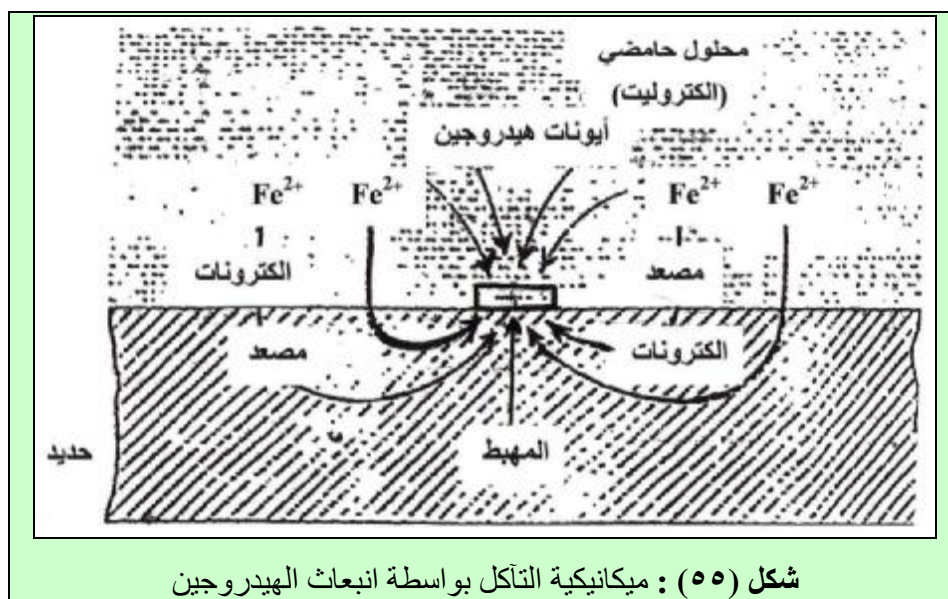 محلول حامضي
(الكتروليت)
أيونات هيدروجين
Fe²⁺ Fe²⁺ Fe²⁺ Fe²⁺
الكترونات
مصعد
مصعد
الكترونات
المهبط
حديد
شكل (٥٥) : ميكانيكية التآكل بواسطة انبعاث الهيدروجين